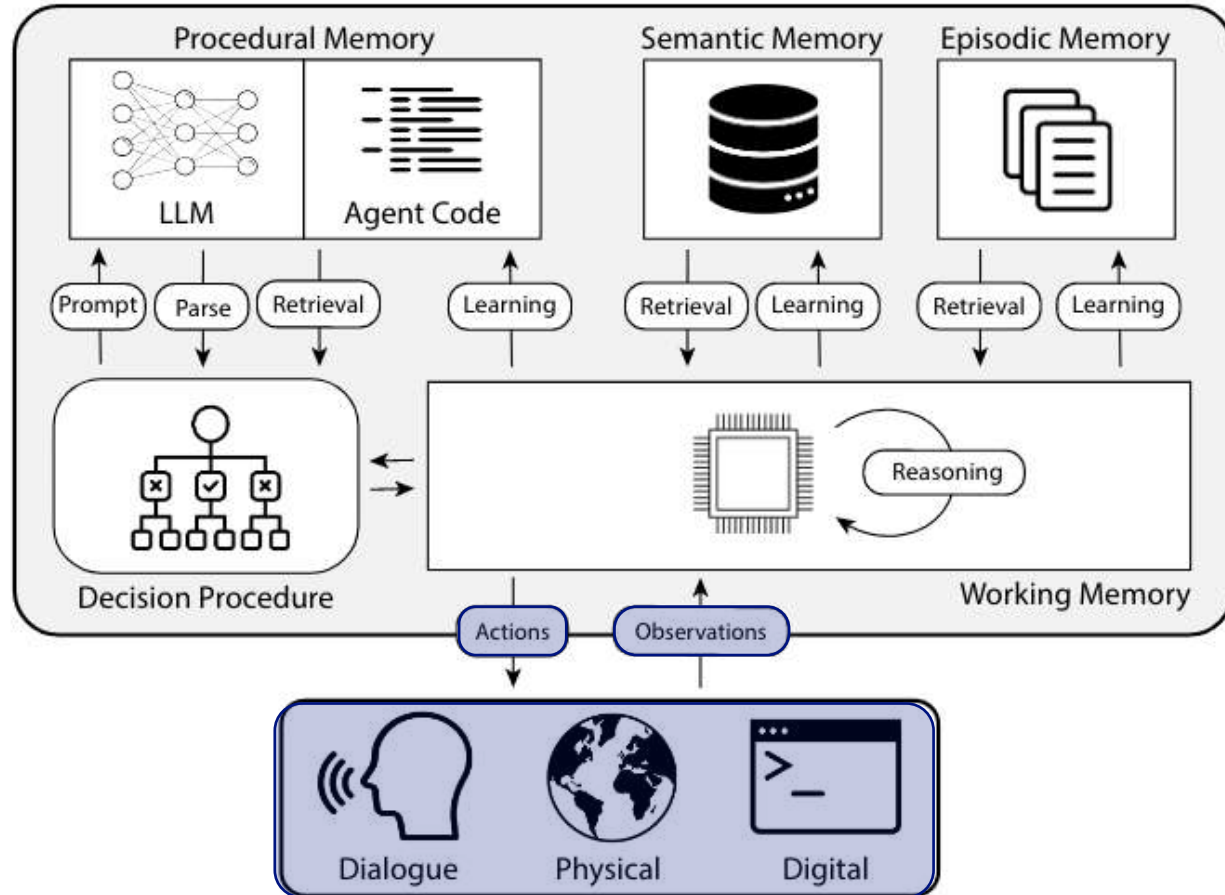 Procedural Memory
Semantic Memory
Episodic Memory
LLM
Agent Code
Prompt
Parse
Retrieval
Learning
Retrieval
Learning
Retrieval
Learning
Reasoning
Decision Procedure
Working Memory
Actions
Observations
>_
Dialogue
Physical
Digital